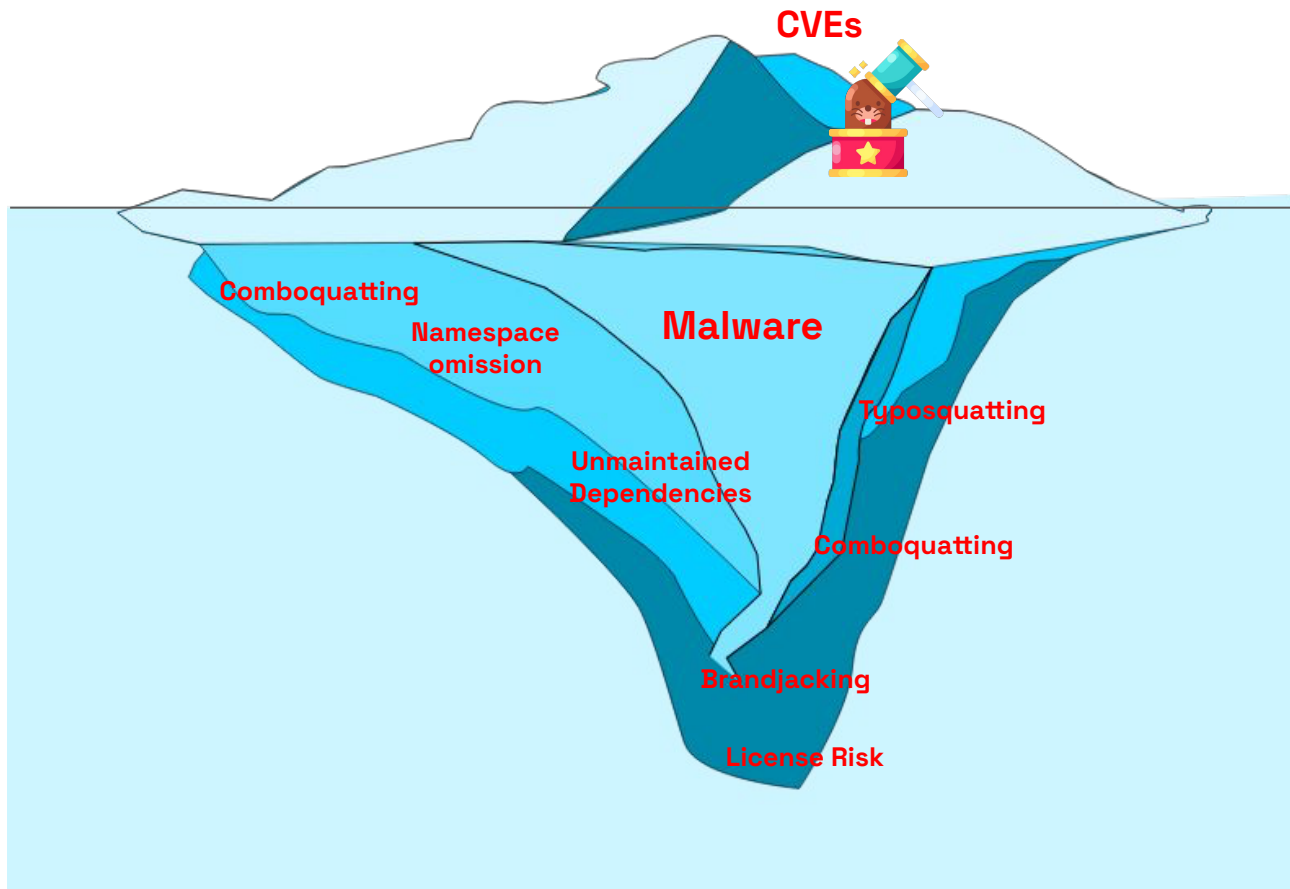 CVEs
Comboquatting
Namespace
omission
Malware
Typosquatting
Unmaintained
Dependencies
Comboquatting
Brandjacking
License Risk